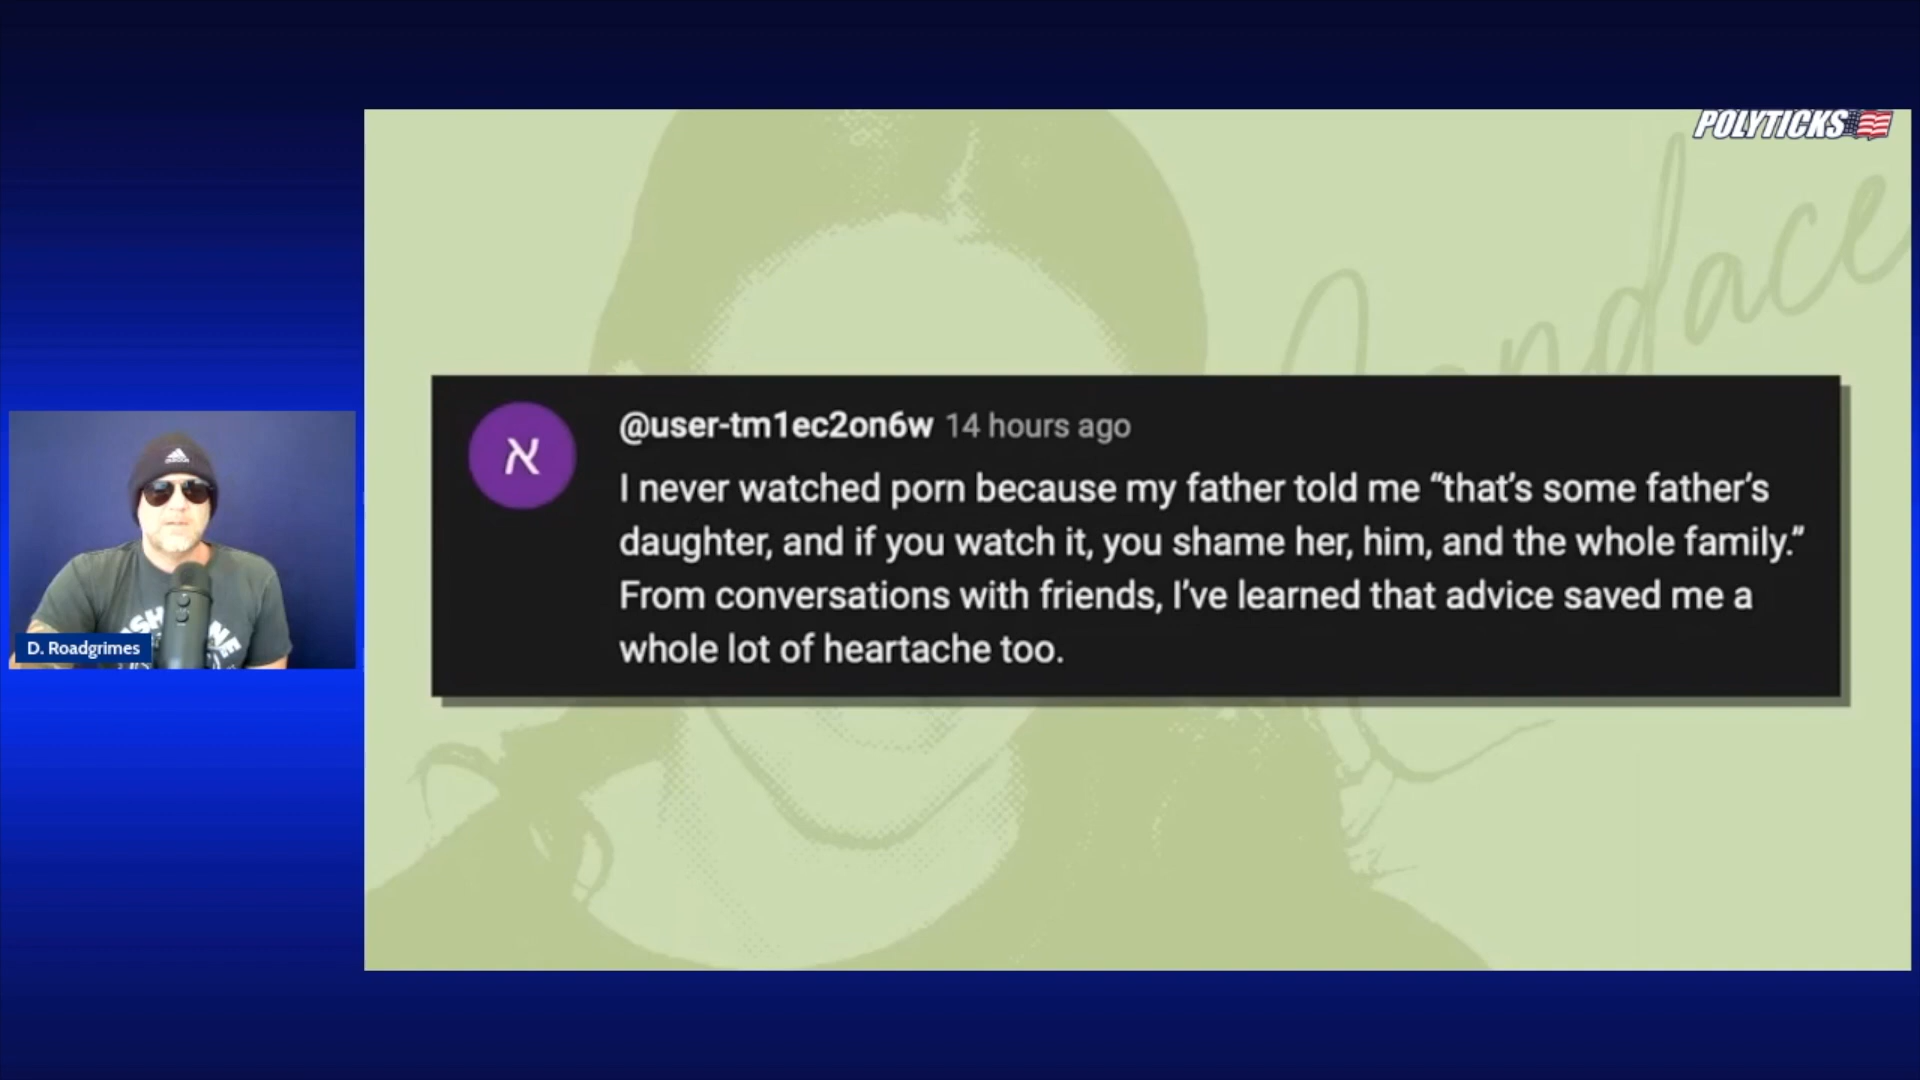 POLYTICKS
Candace
א
@user-tm1ec2on6w 14 hours ago
I never watched porn because my father told me “that’s some father’s
daughter, and if you watch it, you shame her, him, and the whole family.”
From conversations with friends, I’ve learned that advice saved me a
whole lot of heartache too.
D. Roadgrimes